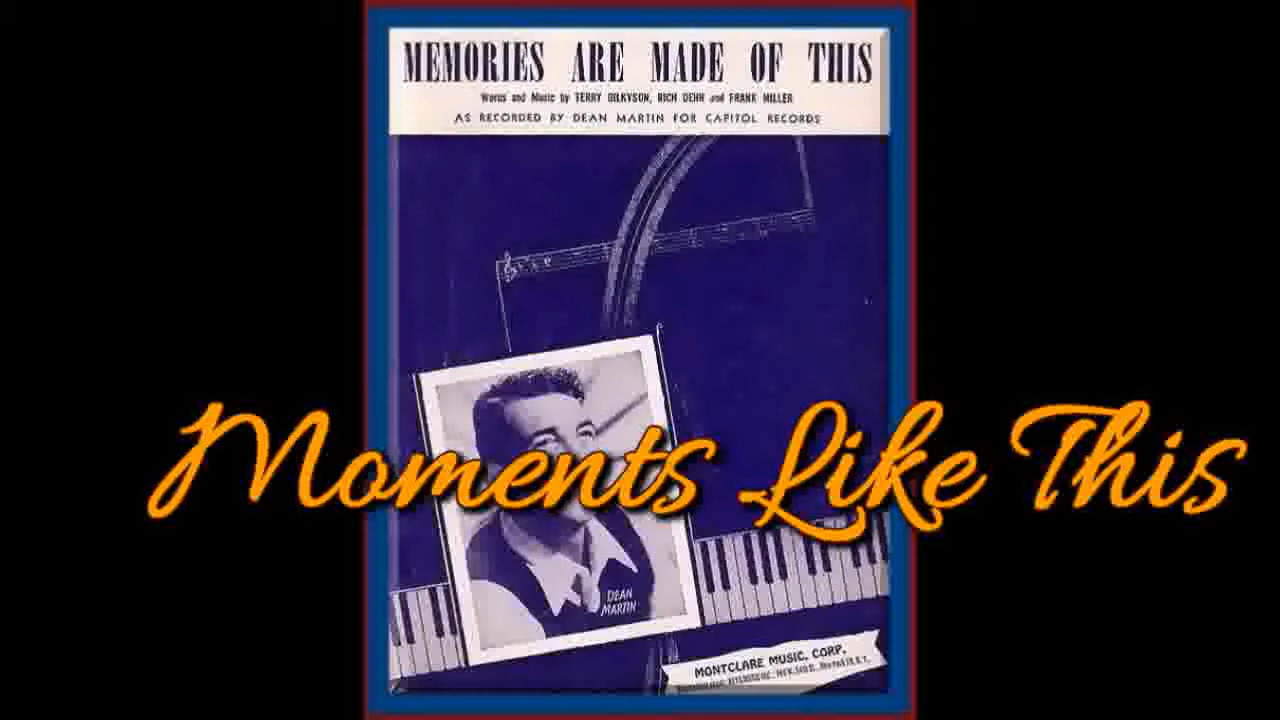 MEMORIES ARE MADE OF THIS
Words and Music by TERRY GILKYSON, RICH DEHR and FRANK MILLER
AS RECORDED BY DEAN MARTIN FOR CAPITOL RECORDS
Moments Like This
DEAN
MARTIN
MONTCLARE MUSIC, CORP.